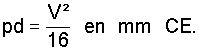 pd = V²/16 en mm CE.